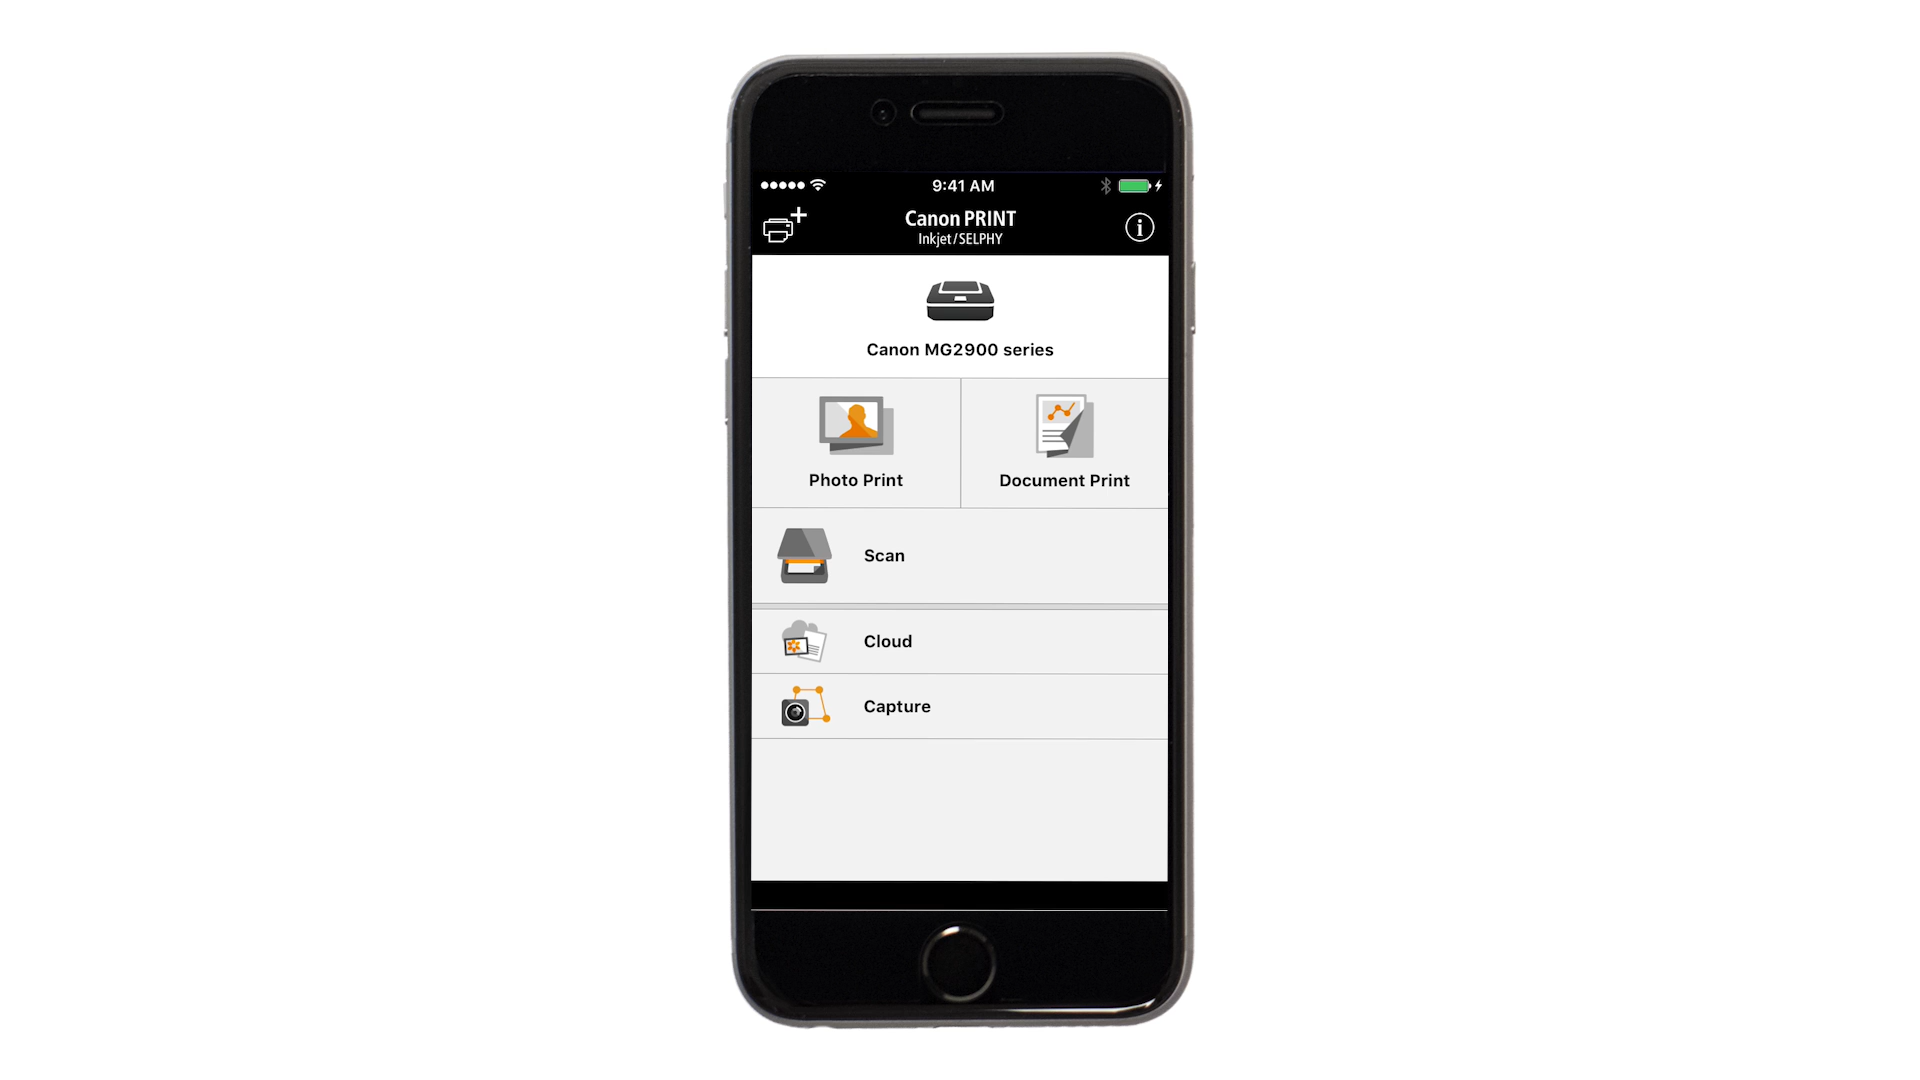 9:41 AM
Canon PRINT
Inkjet/SELPHY
Canon MG2900 series
Photo Print
Document Print
Scan
Cloud
Capture